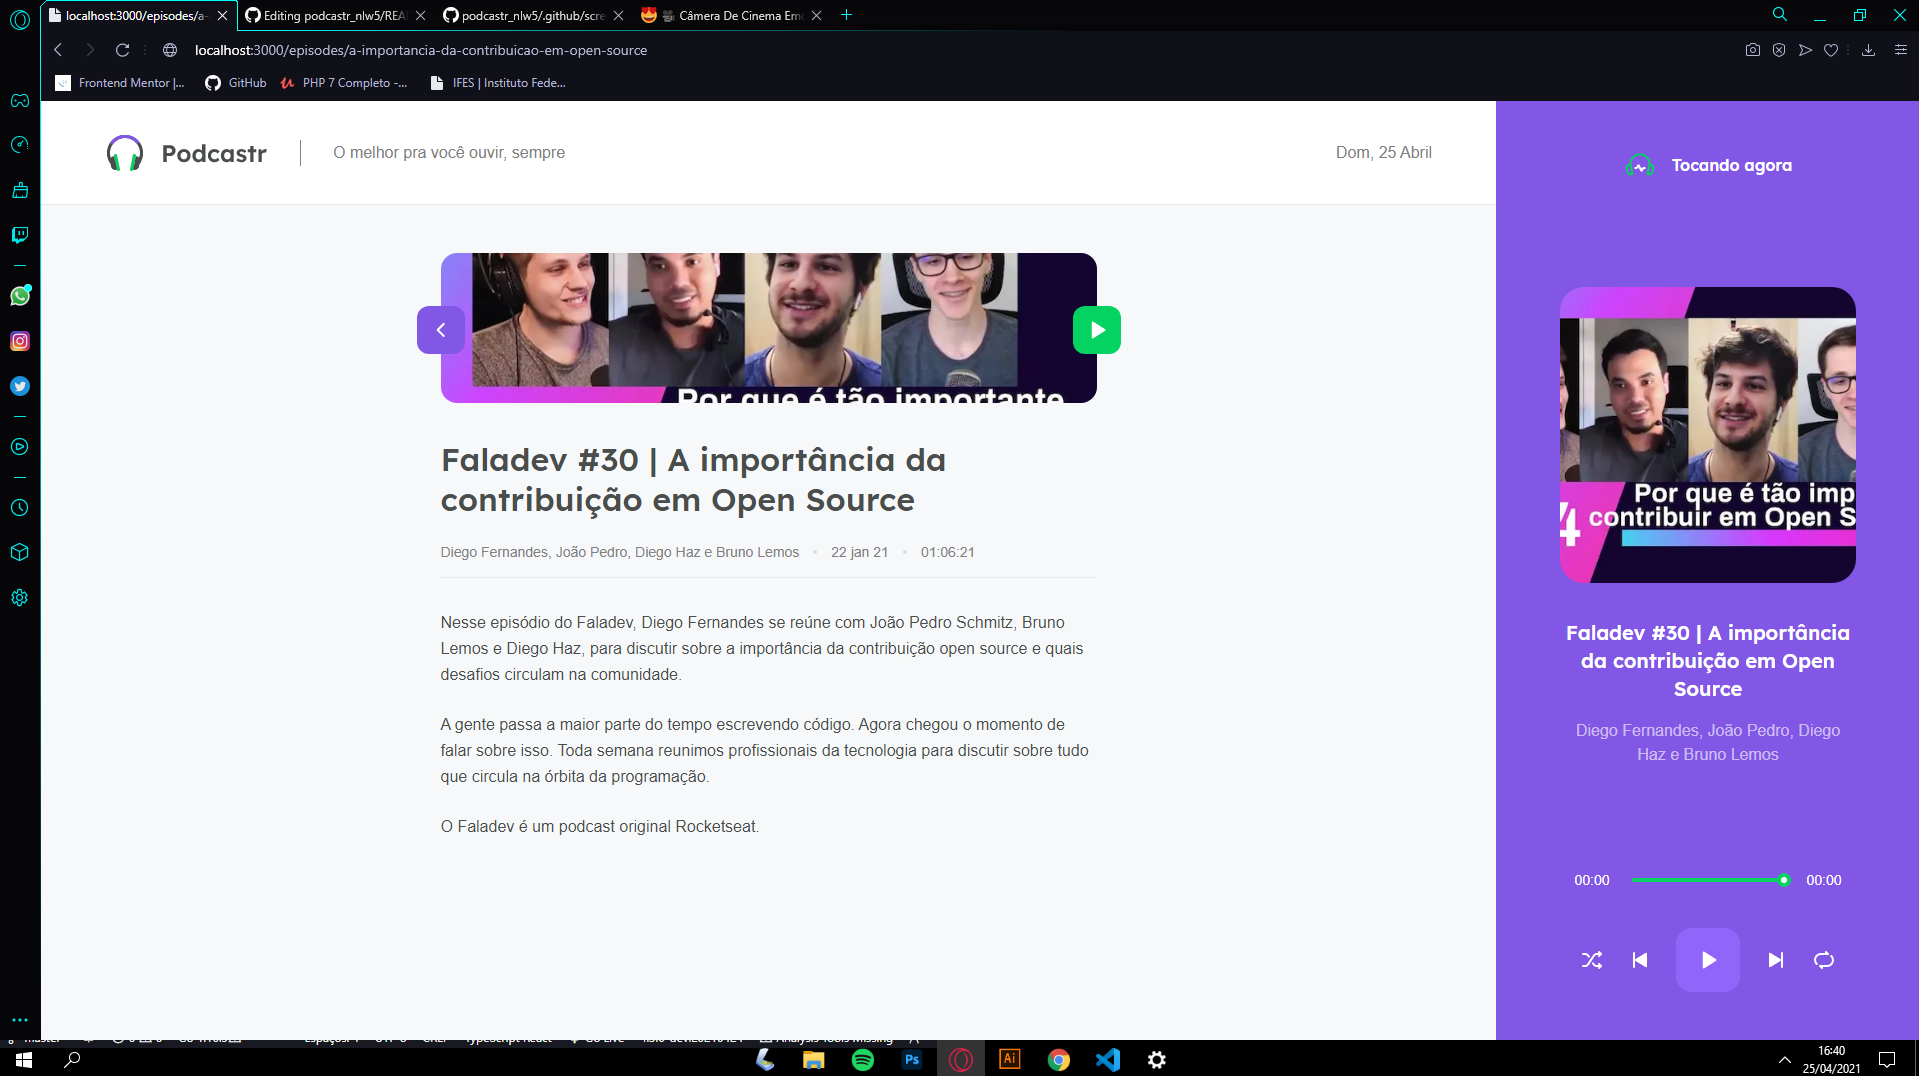 localhost:3000/episodes/a-
Editing podcastr_nlw5/REA
podcastr_nlw5/.github/scre
Câmera De Cinema Emo
localhost:3000/episodes/a-importancia-da-contribuicao-em-open-source
Frontend Mentor |...
GitHub
PHP 7 Completo -...
IFES | Instituto Fede...
Podcastr
O melhor pra você ouvir, sempre
Dom, 25 Abril
Por que é tão importante
Faladev #30 | A importância da
contribuição em Open Source
Diego Fernandes, João Pedro, Diego Haz e Bruno Lemos • 22 jan 21 • 01:06:21
Nesse episódio do Faladev, Diego Fernandes se reúne com João Pedro Schmitz, Bruno
Lemos e Diego Haz, para discutir sobre a importância da contribuição open source e quais
desafios circulam na comunidade.
A gente passa a maior parte do tempo escrevendo código. Agora chegou o momento de
falar sobre isso. Toda semana reunimos profissionais da tecnologia para discutir sobre tudo
que circula na órbita da programação.
O Faladev é um podcast original Rocketseat.
Tocando agora
Por que é tão imp
4 contribuir em Open S
Faladev #30 | A importância
da contribuição em Open
Source
Diego Fernandes, João Pedro, Diego
Haz e Bruno Lemos
00:00
00:00
Ps
Ai
16:40
25/04/2021